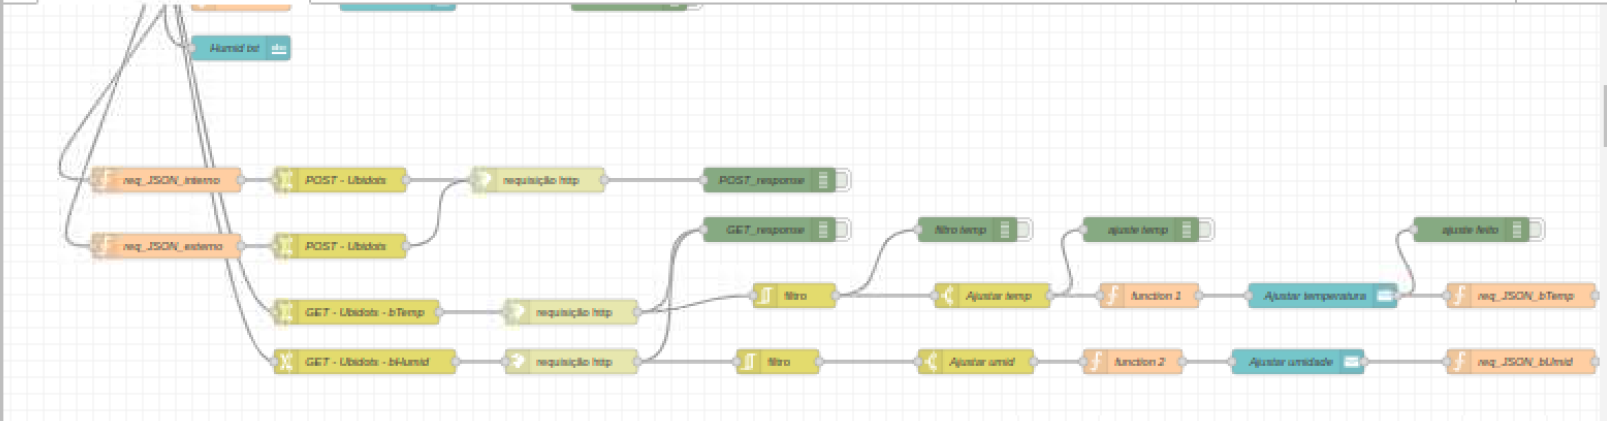 Humid ist
req_JSON_interno POST - Ubidots requisição http POST_response
GET_response filtro temp ajuste temp ajuste feito
req_JSON_externo POST - Ubidots
filtro Ajustar temp function 1 Ajustar temperatura req_JSON_bTemp
GET - Ubidots - bTemp requisição http
GET - Ubidots - bHumid requisição http filtro Ajustar umid function 2 Ajustar umidade req_JSON_bUmid